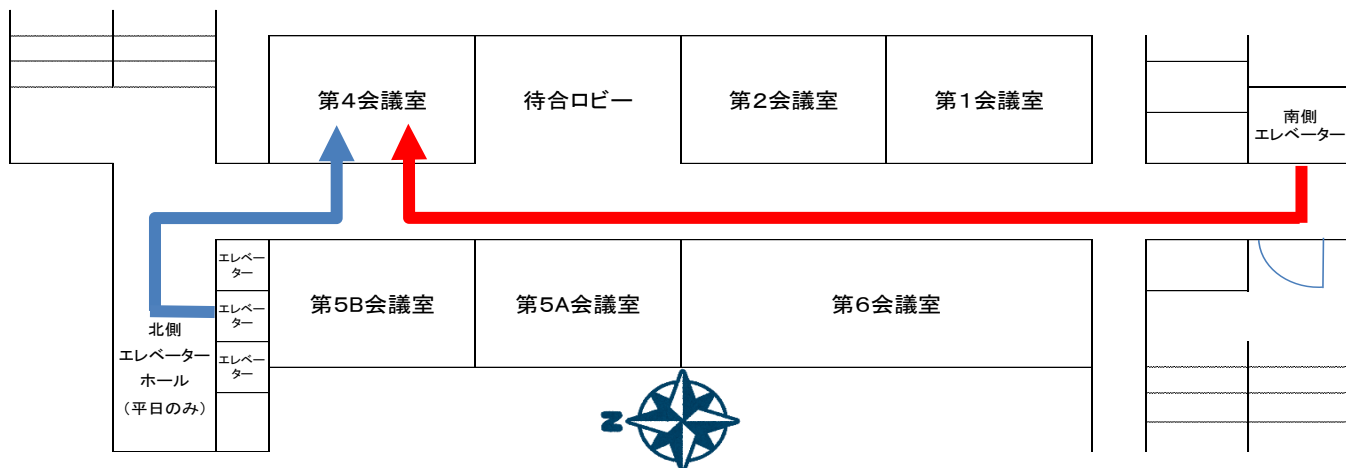 第4会議室
待合ロビー
第2会議室
第1会議室
南側
エレベーター
エレベー
ター
エレベー
ター
エレベー
ター
第5B会議室
第5A会議室
第6会議室
北側
エレベーター
ホール
（平日のみ）
N